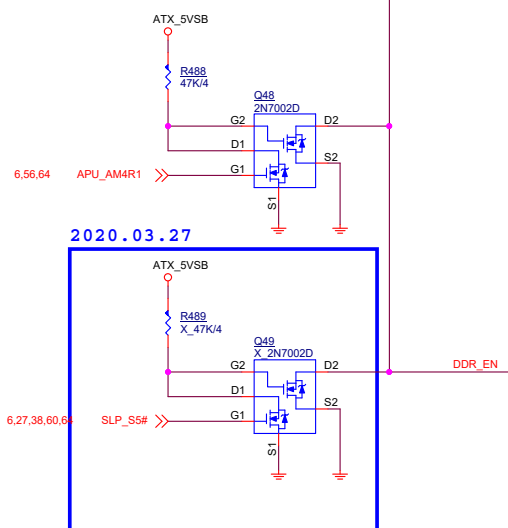 ATX_5VSB
R488
47K/4
Q48
2N7002D
G2
D2
D1
S2
G1
6,56,64 APU_AM4R1
S1
2020.03.27
ATX_5VSB
R489
X_47K/4
Q49
X_2N7002D
G2
D2
DDR_EN
D1
S2
G1
6,27,38,60,64 SLP_S5#
S1